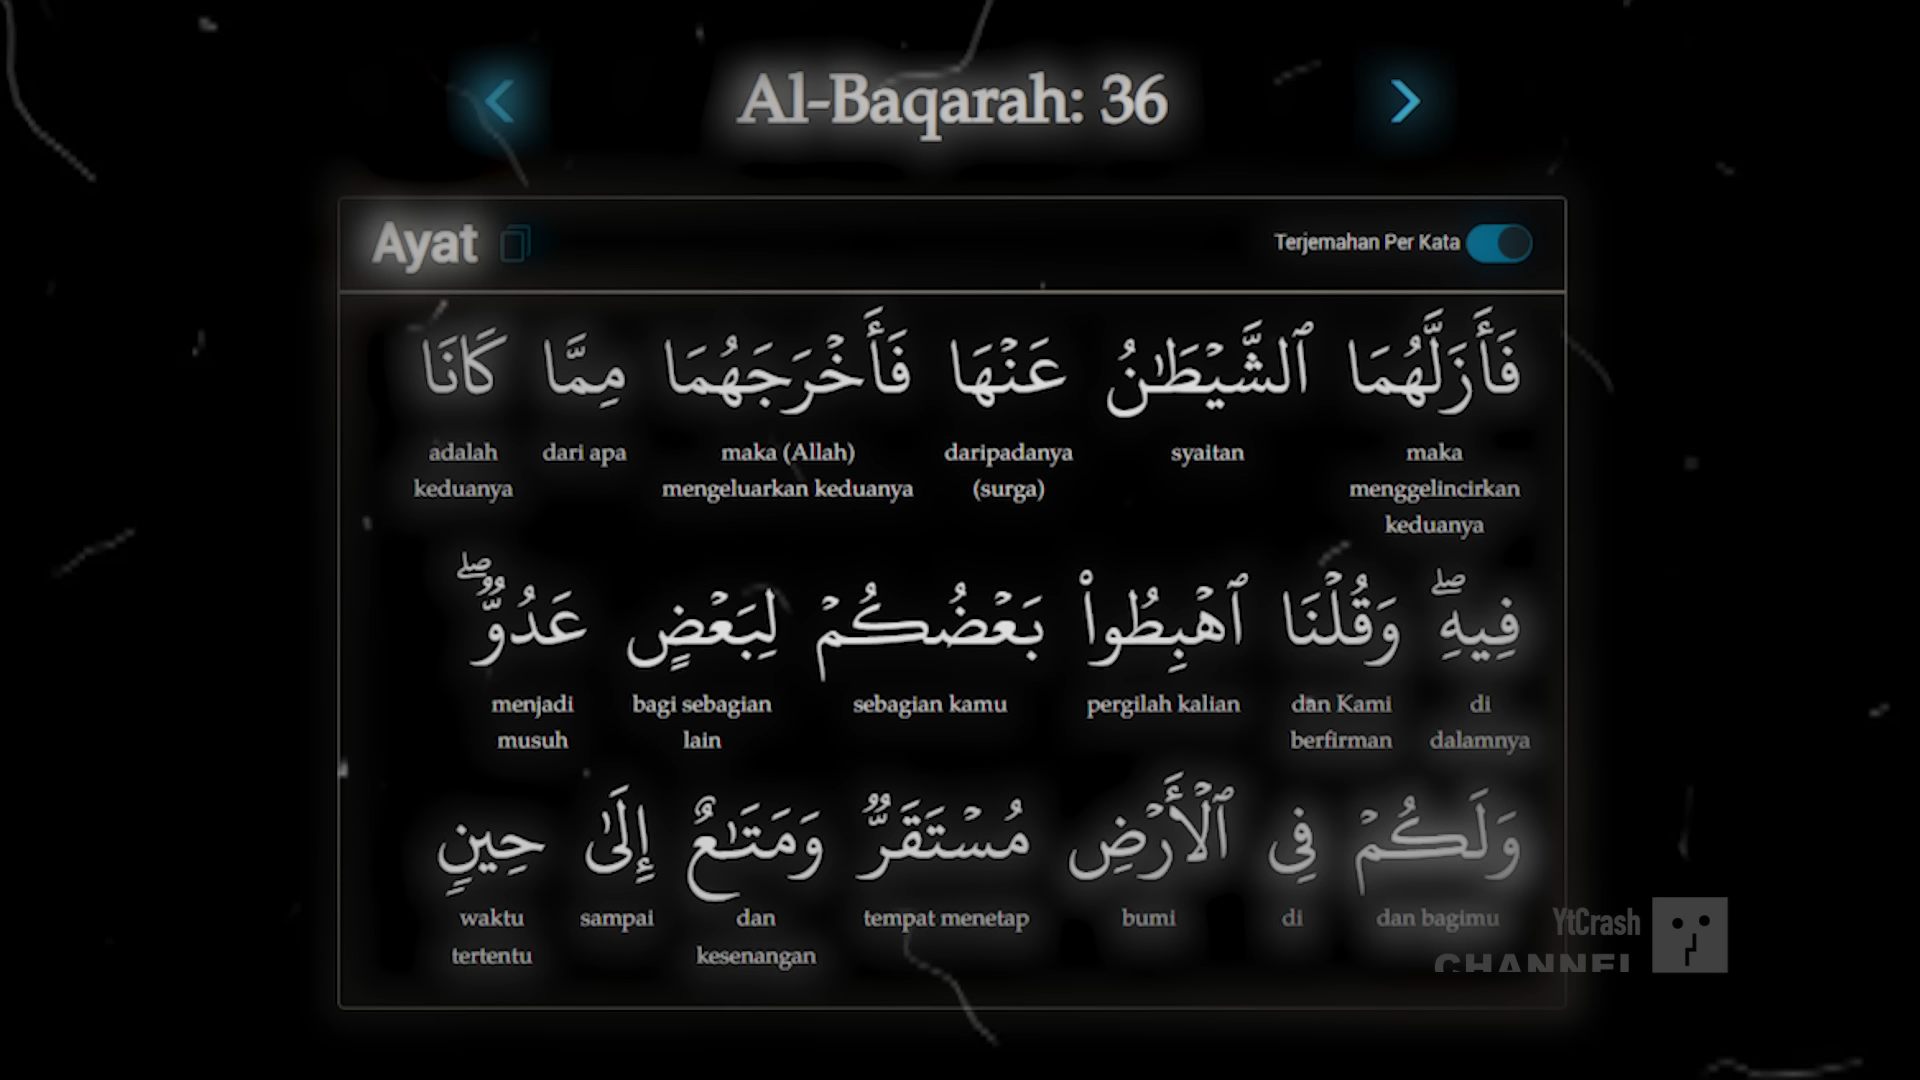 Al-Baqarah: 36
Ayat
Terjemahan Per Kata
فَأَزَلَّهُمَا ٱلشَّيْطَٰنُ عَنْهَا فَأَخْرَجَهُمَا مِمَّا كَانَا
maka menggelincirkan keduanya
syaitan
daripadanya (surga)
maka (Allah) mengeluarkan keduanya
dari apa
adalah keduanya
فِيهِ ۖ وَقُلْنَا ٱهْبِطُوا۟ بَعْضُكُمْ لِبَعْضٍ عَدُوٌّ ۖ
di dalamnya
dan Kami berfirman
pergilah kalian
sebagian kamu
bagi sebagian lain
menjadi musuh
وَلَكُمْ فِى ٱلْأَرْضِ مُسْتَقَرٌّ وَمَتَٰعٌ إِلَىٰ حِينٍ
dan bagimu
di
bumi
tempat menetap
dan kesenangan
sampai
waktu tertentu
YtCrash
CHANNEL